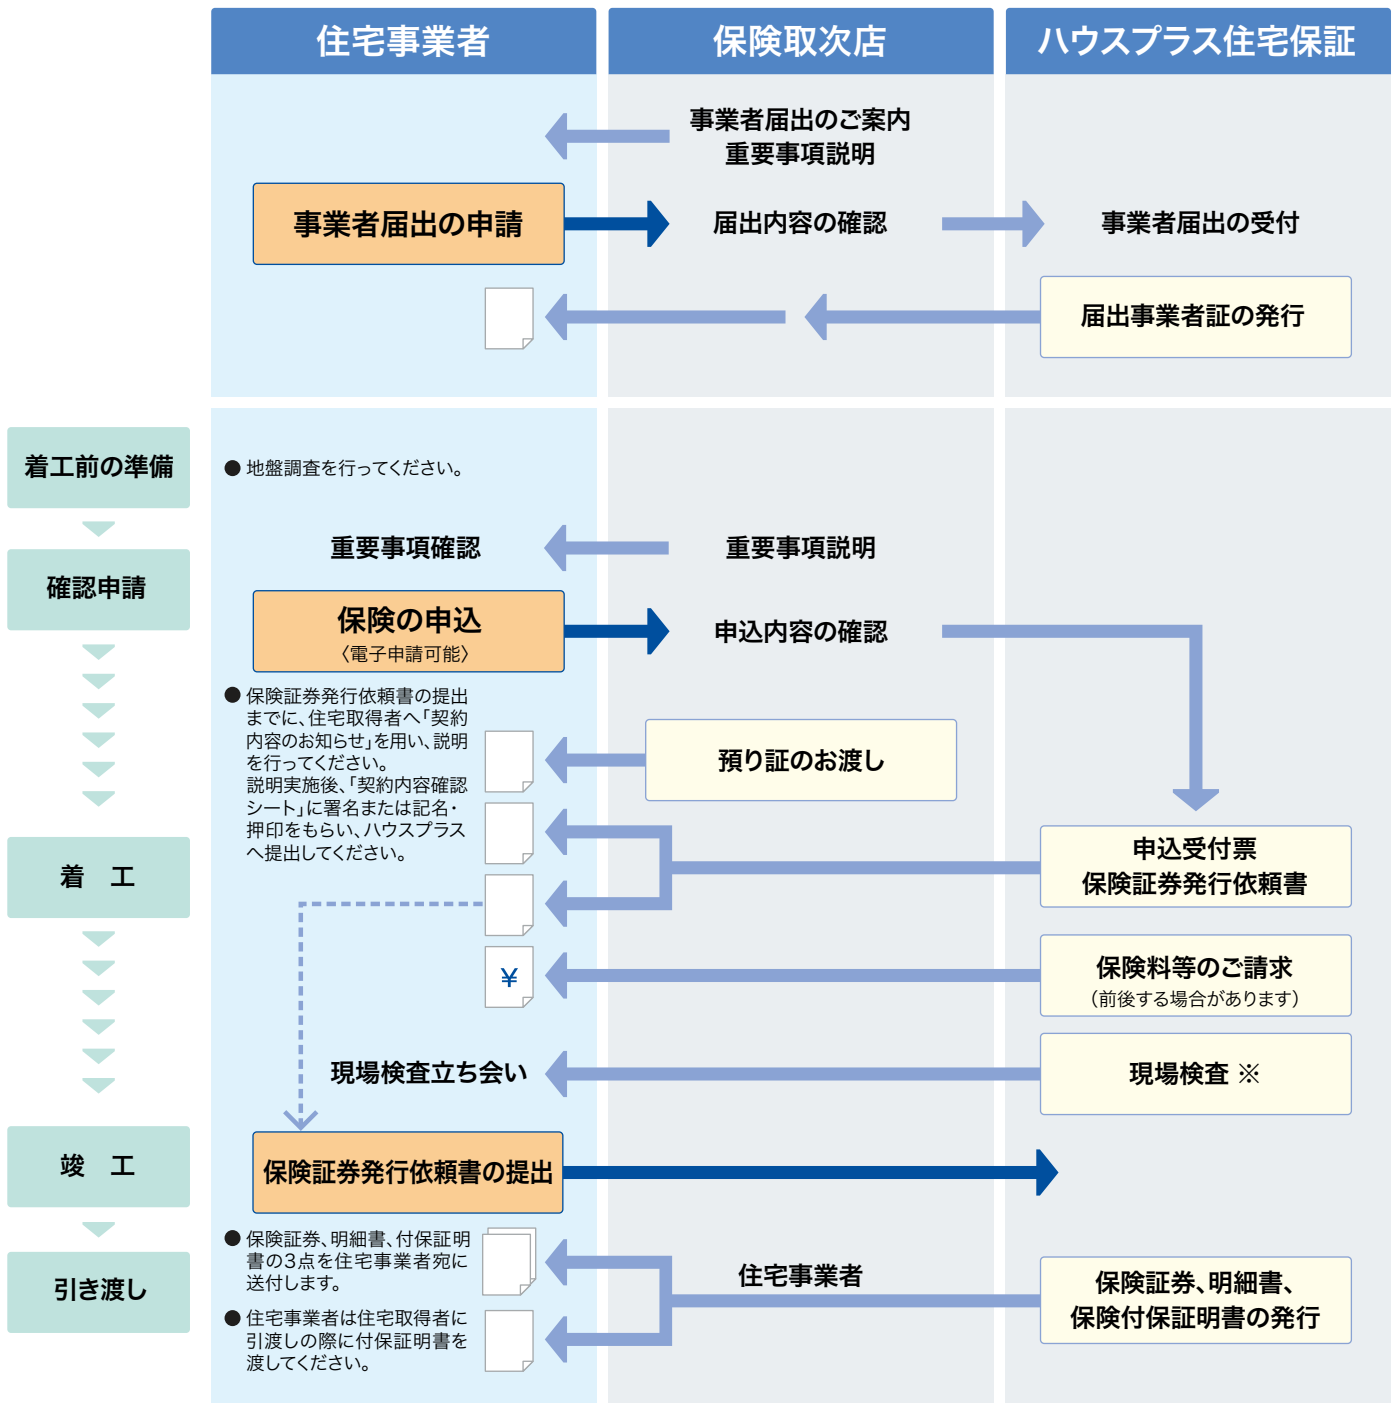 住宅事業者
保険取次店
ハウスプラス住宅保証
事業者届出のご案内
重要事項説明
事業者届出の申請
届出内容の確認
事業者届出の受付
届出事業者証の発行
着工前の準備
● 地盤調査を行ってください。
重要事項確認
重要事項説明
確認申請
保険の申込
〈電子申請可能〉
申込内容の確認
● 保険証券発行依頼書の提出
までに、住宅取得者へ「契約
内容のお知らせ」を用い、説明
を行ってください。
説明実施後、「契約内容確認
シート」に署名または記名・
押印をもらい、ハウスプラス
へ提出してください。
預り証のお渡し
着　工
申込受付票
保険証券発行依頼書
¥
保険料等のご請求
（前後する場合があります）
現場検査立ち会い
現場検査 ※
竣　工
保険証券発行依頼書の提出
● 保険証券、明細書、付保証明
書の3点を住宅事業者宛に
送付します。
引き渡し
住宅事業者
保険証券、明細書、
保険付保証明書の発行
● 住宅事業者は住宅取得者に
引渡しの際に付保証明書を
渡してください。